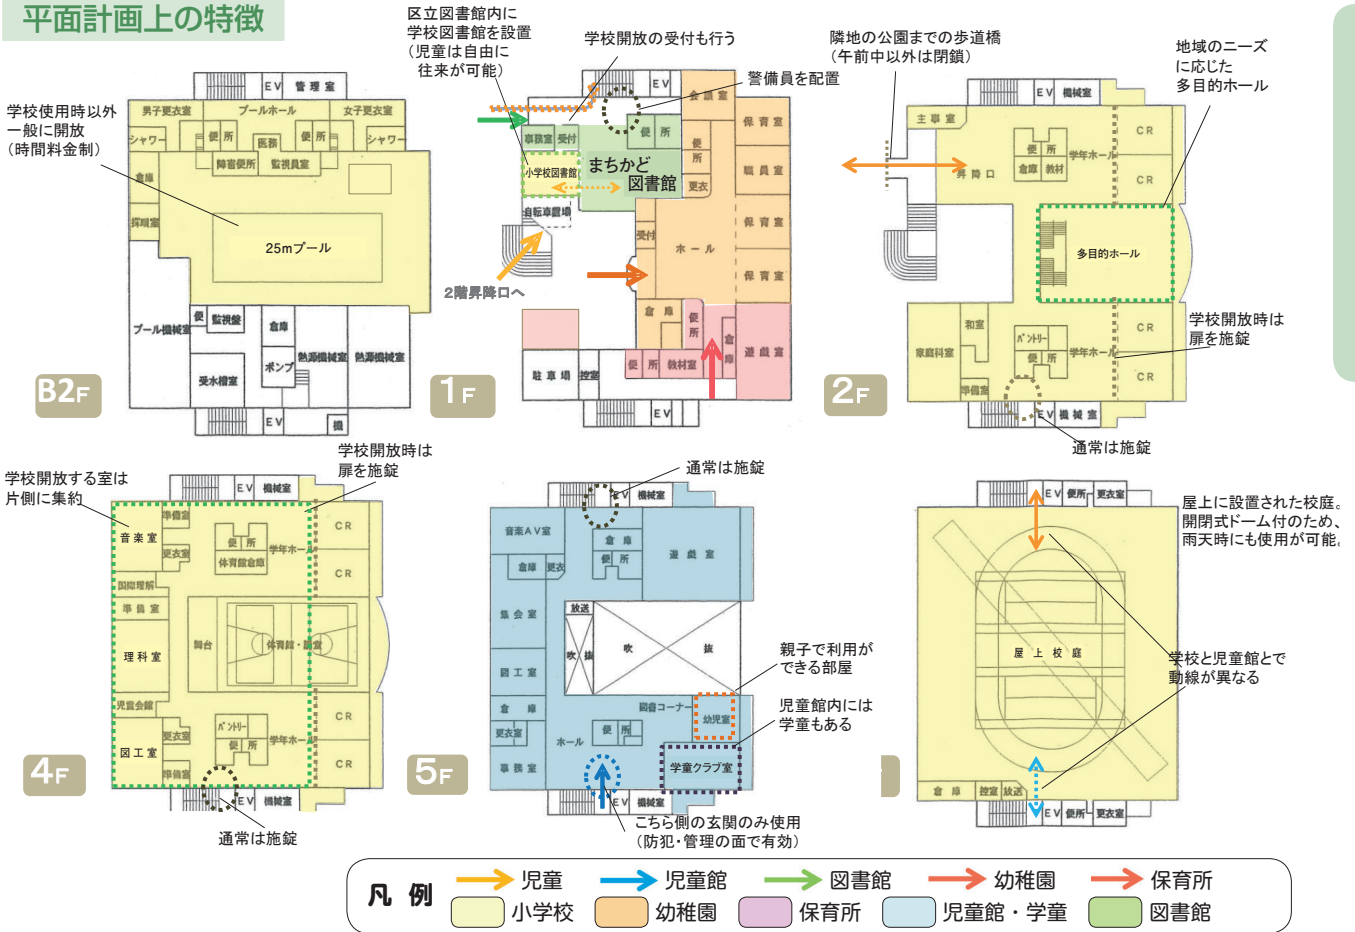 平面計画上の特徴
区立図書館内に
学校図書館を設置
(児童は自由に
往来が可能)
学校開放の受付も行う
警備員を配置
隣地の公園までの歩道橋
(午前中以外は閉鎖)
地域のニーズ
に応じた
多目的ホール
学校使用時以外
一般に開放
(時間料金制)
EV 管理室
男子更衣室 プールホール 女子更衣室
シャワー 便所 医務 便所 シャワー
障害便所 監視員室
倉庫
採暖室
25mプール
プール機械室
便 監視盤 倉庫
ポンプ 熱源機械室 熱源機械室
受水槽室
EV 機
B2F
EV
会議室
事務室 受付 便所 保育室
小学校図書館 まちかど
図書館
便所
更衣 職員室
自転車置場
受付 ホール 保育室
保育室
2階昇降口へ
倉庫 便所 倉庫 遊戯室
駐車場 控室 便所 教材室
EV
1F
EV 機械室
主事室 CR
便所 学年ホール
倉庫 教材 CR
昇降口
多目的ホール
学校開放時は
扉を施錠
和室 CR
家庭科室 パントリー 学年ホール
便所 CR
準備室
EV 機械室
通常は施錠
2F
学校開放する室は
片側に集約
学校開放時は
扉を施錠
EV 機械室
準備室 CR
音楽室 便所 学年ホール
更衣室 体育館倉庫 CR
国際理解
準備室
舞台 体育館・講堂
理科室
児童会館
パントリー CR
更衣室 便所 学年ホール
図工室 CR
準備室
EV 機械室
通常は施錠
4F
通常は施錠
EV 機械室
音楽AV室 倉庫 遊戯室
倉庫 更衣 便所
集会室 放送
吹抜 吹抜
図工室
親子で利用が
できる部屋
倉庫 図書コーナー 幼児室
児童館内には
学童もある
更衣室 便所
ホール
事務室 学童クラブ室
EV 機械室
こちら側の玄関のみ使用
(防犯・管理の面で有効)
5F
EV 便所 更衣室
屋上に設置された校庭。
開閉式ドーム付のため、
雨天時にも使用が可能。
屋上校庭
学校と児童館とで
動線が異なる
倉庫 控室 放送
EV 便所 更衣室
凡例
児童 児童館 図書館 幼稚園 保育所
小学校 幼稚園 保育所 児童館・学童 図書館